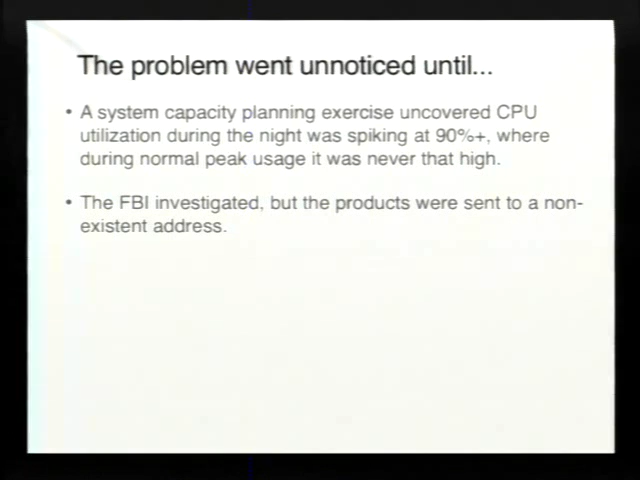 The problem went unnoticed until...
• A system capacity planning exercise uncovered CPU
utilization during the night was spiking at 90%+, where
during normal peak usage it was never that high.
• The FBI investigated, but the products were sent to a non-
existent address.